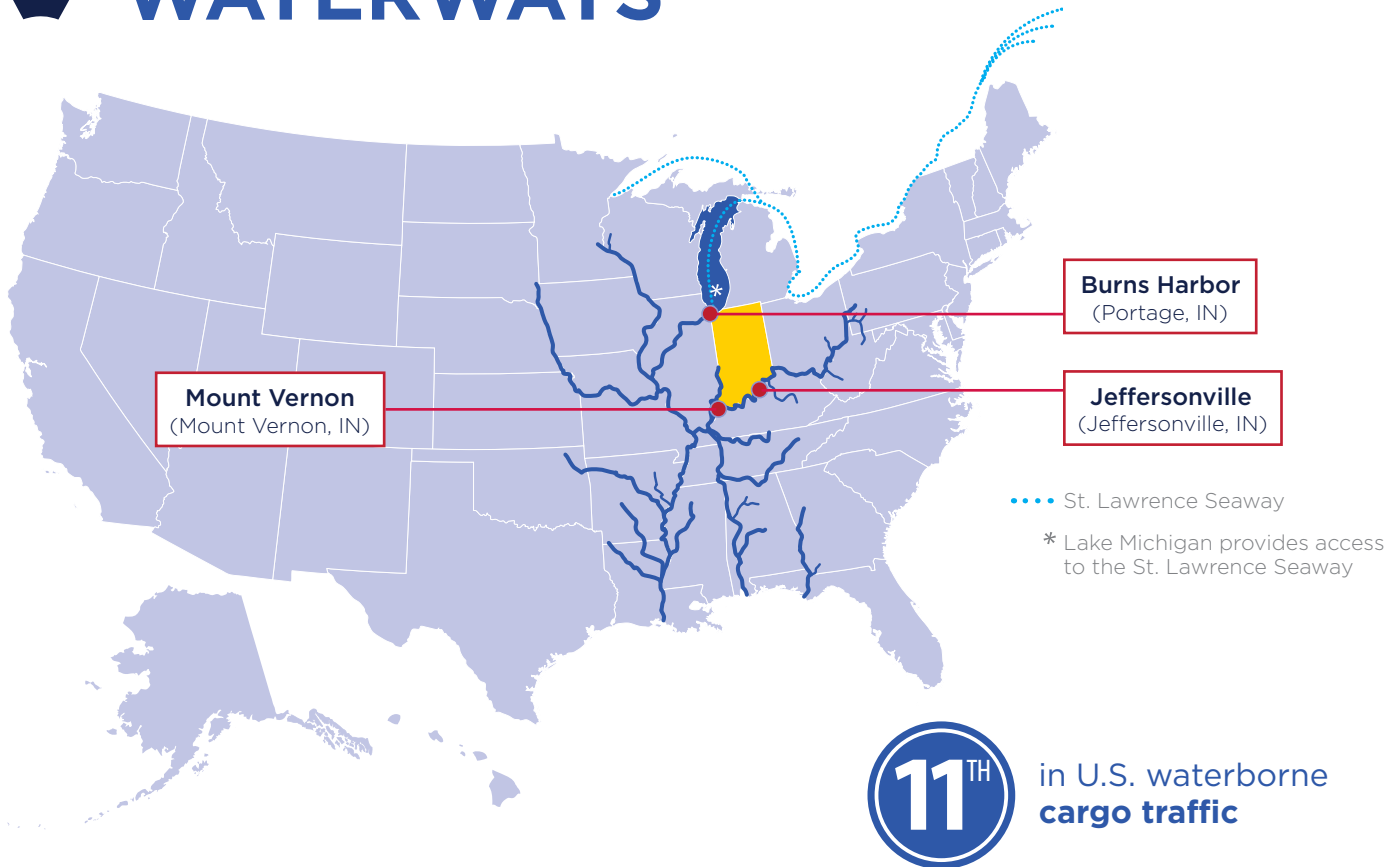 WATERWAYS
Burns Harbor
(Portage, IN)
Mount Vernon
(Mount Vernon, IN)
Jeffersonville
(Jeffersonville, IN)
St. Lawrence Seaway
*
* Lake Michigan provides access
to the St. Lawrence Seaway
11TH
in U.S. waterborne
cargo traffic